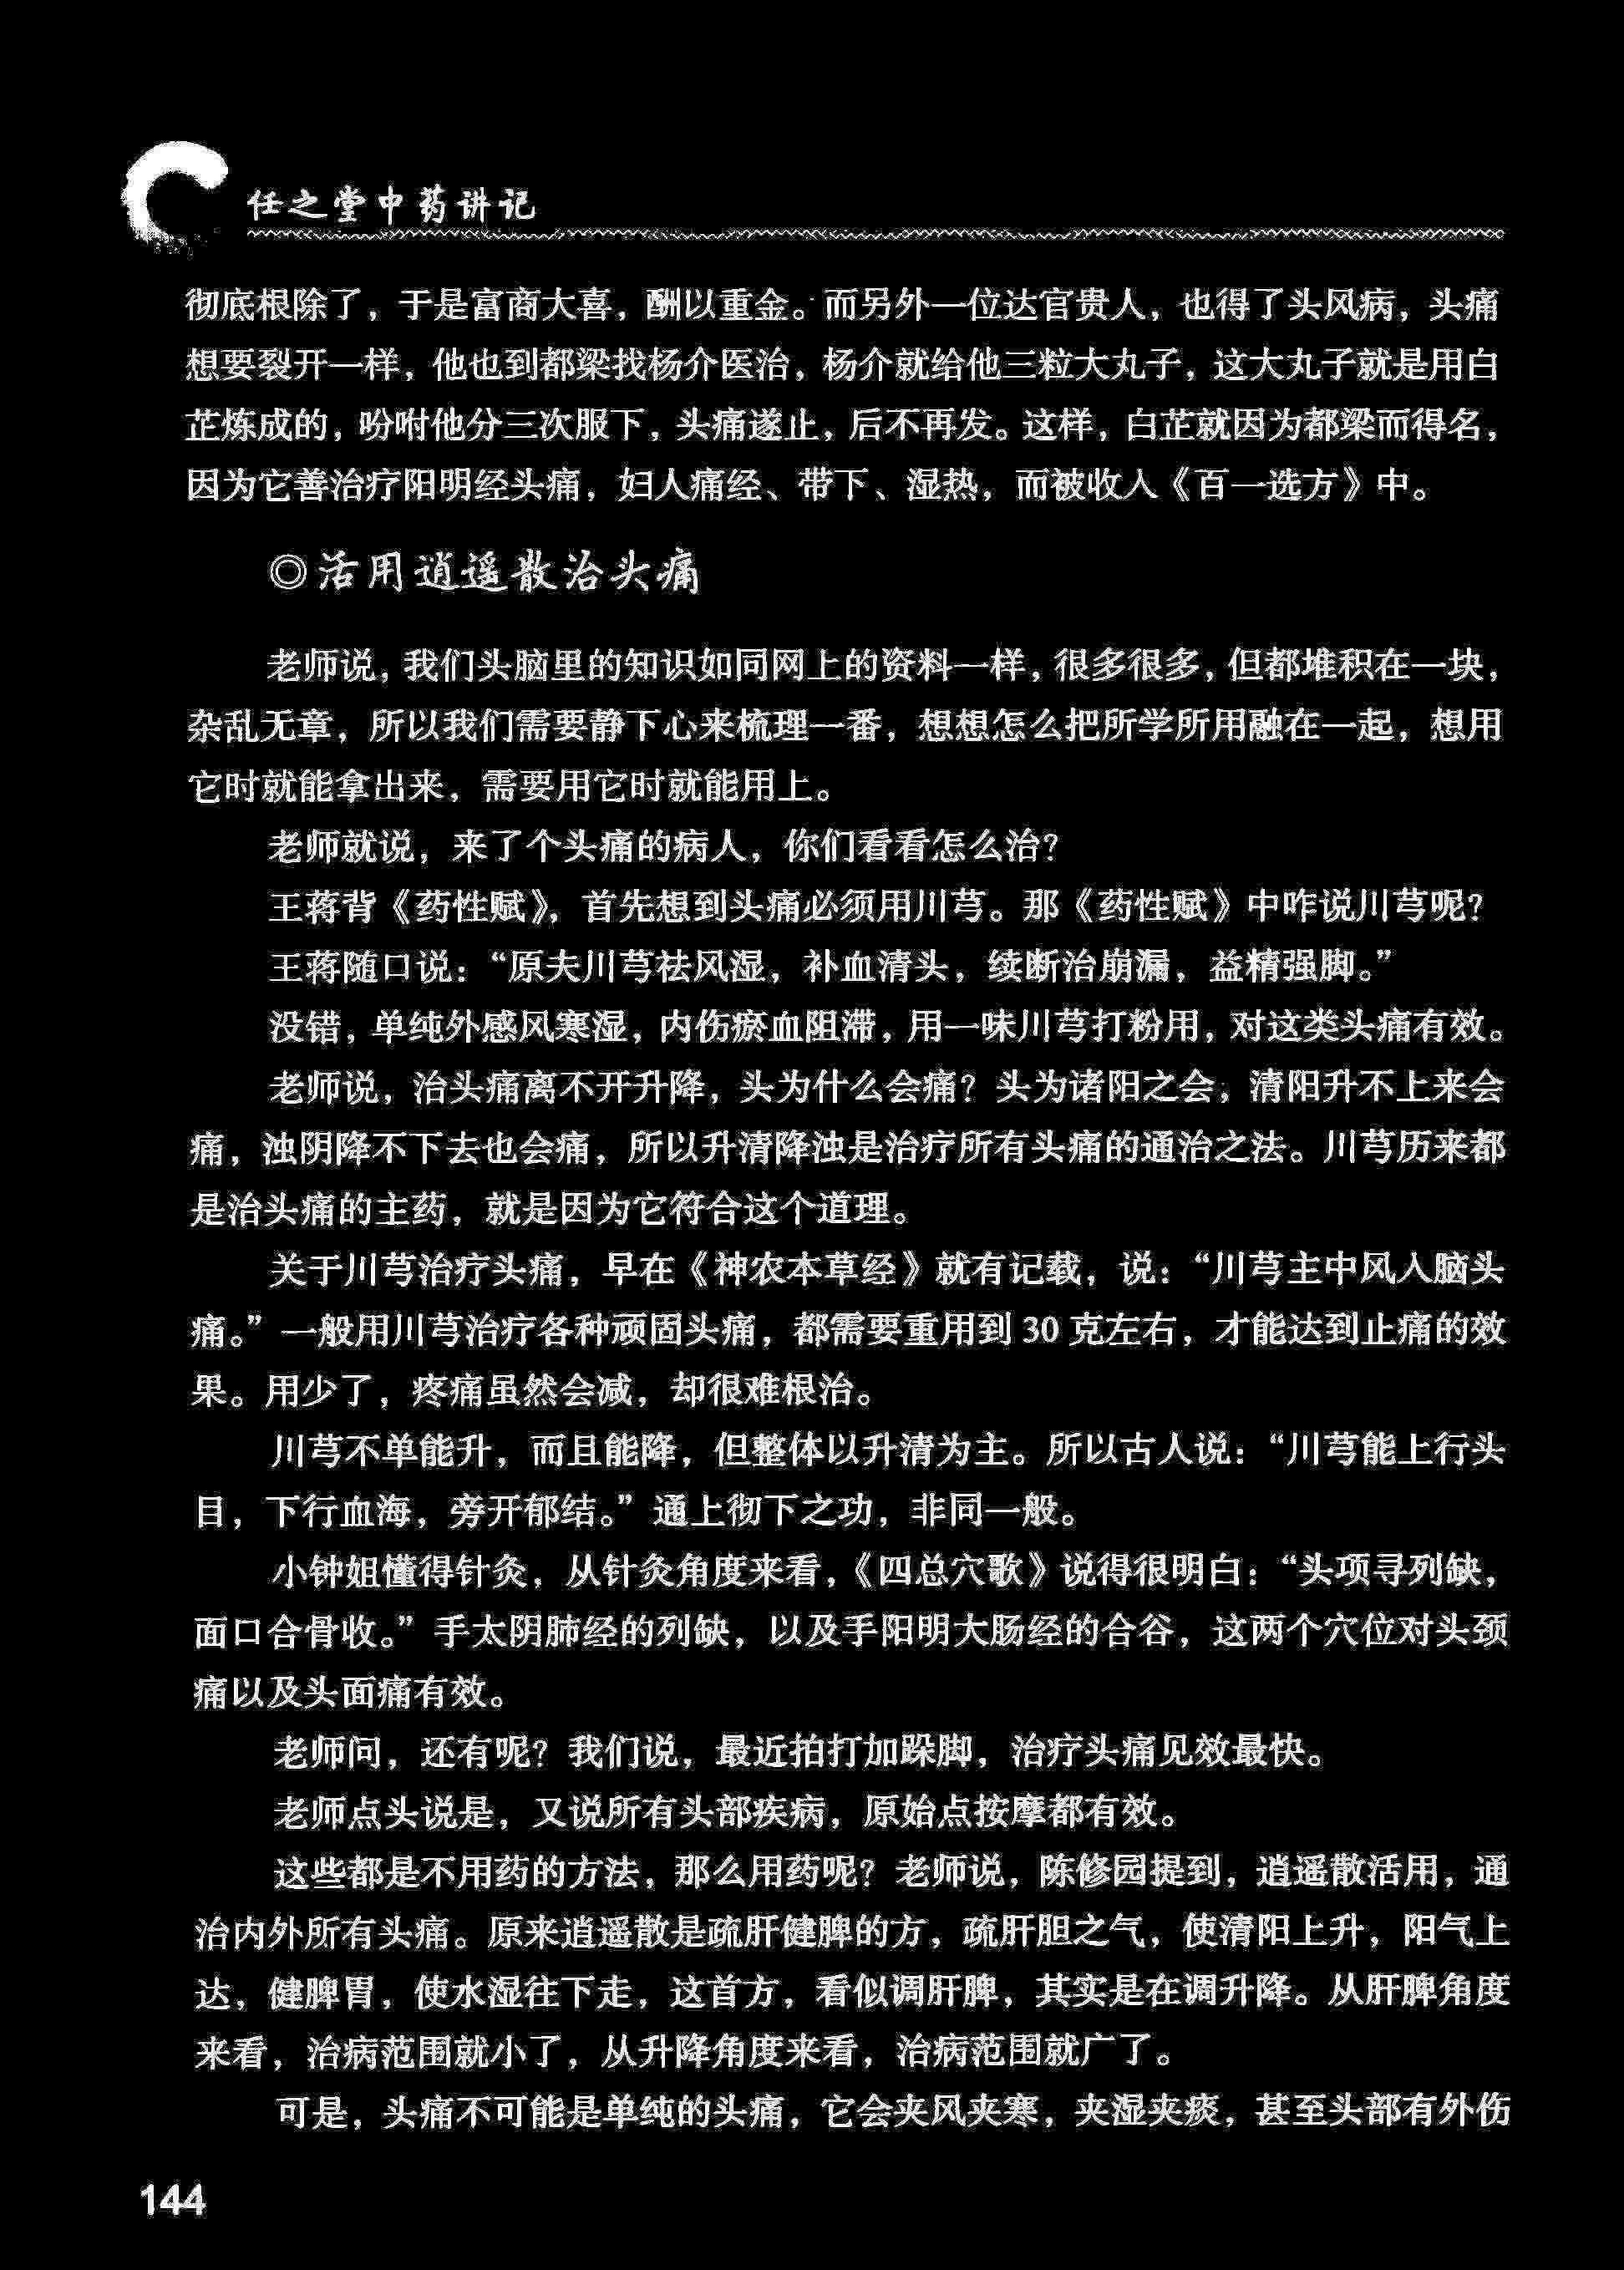 任之堂中药讲记
彻底根除了，于是富商大喜，酬以重金。而另外一位达官贵人，也得了头风病，头痛
想要裂开一样，他也到都梁找杨介医治，杨介就给他三粒大丸子，这大丸子就是用白
芷炼成的，吩咐他分三次服下，头痛遂止，后不再发。这样，白芷就因为都梁而得名，
因为它善治疗阳明经头痛，妇人痛经、带下、湿热，而被收入《百一选方》中。
◎活用逍遥散治头痛
老师说，我们头脑里的知识如同网上的资料一样，很多很多，但都堆积在一块，
杂乱无章，所以我们需要静下心来梳理一番，想想怎么把所学所用融在一起，想用
它时就能拿出来，需要用它时就能用上。
老师就说，来了个头痛的病人，你们看看怎么治？
王蒋背《药性赋》，首先想到头痛必须用川芎。那《药性赋》中咋说川芎呢？
王蒋随口说：“原夫川芎祛风湿，补血清头，续断治崩漏，益精强脚。”
没错，单纯外感风寒湿，内伤瘀血阻滞，用一味川芎打粉用，对这类头痛有效。
老师说，治头痛离不开升降，头为什么会痛？头为诸阳之会，清阳升不上来会
痛，浊阴降不下去也会痛，所以升清降浊是治疗所有头痛的通治之法。川芎历来都
是治头痛的主药，就是因为它符合这个道理。
关于川芎治疗头痛，早在《神农本草经》就有记载，说：“川芎主中风入脑头
痛。”一般用川芎治疗各种顽固头痛，都需要重用到 30 克左右，才能达到止痛的效
果。用少了，疼痛虽然会减，却很难根治。
川芎不单能升，而且能降，但整体以升清为主。所以古人说：“川芎能上行头
目，下行血海，旁开郁结。”通上彻下之功，非同一般。
小钟姐懂得针灸，从针灸角度来看，《四总穴歌》说得很明白：“头项寻列缺，
面口合骨收。”手太阴肺经的列缺，以及手阳明大肠经的合谷，这两个穴位对头颈
痛以及头面痛有效。
老师问，还有呢？我们说，最近拍打加跺脚，治疗头痛见效最快。
老师点头说是，又说所有头部疾病，原始点按摩都有效。
这些都是不用药的方法，那么用药呢？老师说，陈修园提到，逍遥散活用，通
治内外所有头痛。原来逍遥散是疏肝健脾的方，疏肝胆之气，使清阳上升，阳气上
达，健脾胃，使水湿往下走，这首方，看似调肝脾，其实是在调升降。从肝脾角度
来看，治病范围就小了，从升降角度来看，治病范围就广了。
可是，头痛不可能是单纯的头痛，它会夹风夹寒，夹湿夹痰，甚至头部有外伤
144